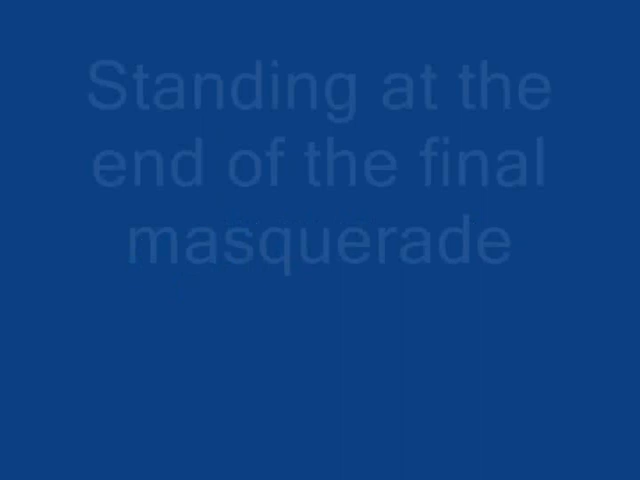 Standing at the
end of the final
masquerade